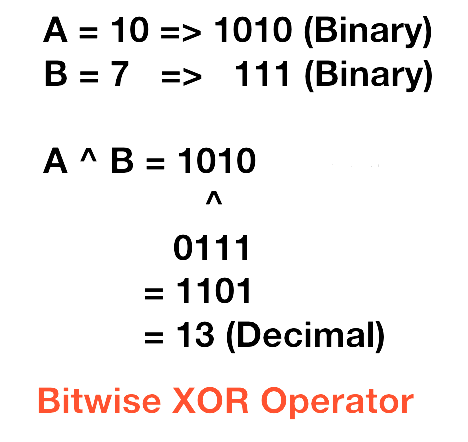 A = 10 => 1010 (Binary)
B = 7 => 111 (Binary)
A ^ B = 1010
^
0111
= 1101
= 13 (Decimal)
Bitwise XOR Operator